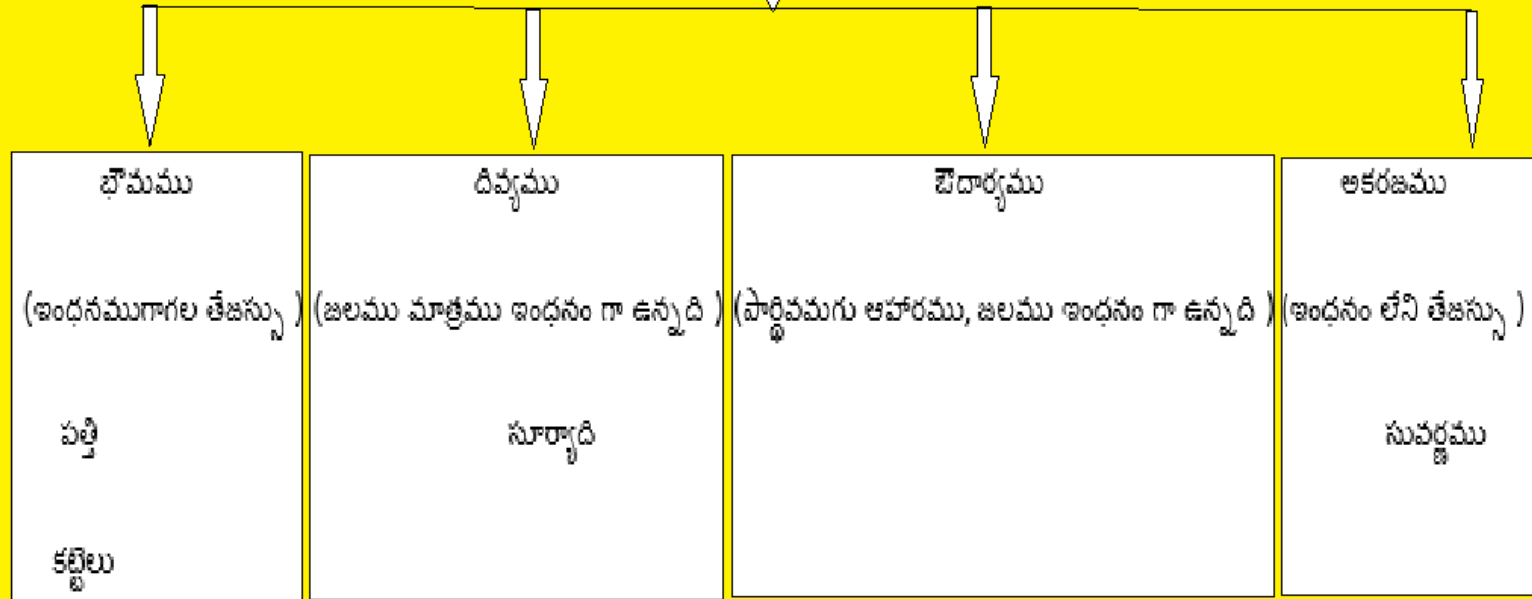 భౌమము
(ఇంధనముగాగల తేజస్సు )
పత్తి
కట్టెలు
దివ్యము
(జలము మాత్రము ఇంధనం గా ఉన్నది )
సూర్యాది
ఔదార్యము
(పార్థివమగు ఆహారము, జలము ఇంధనం గా ఉన్నది )
అకరజము
(ఇంధనం లేని తేజస్సు )
సువర్ణము